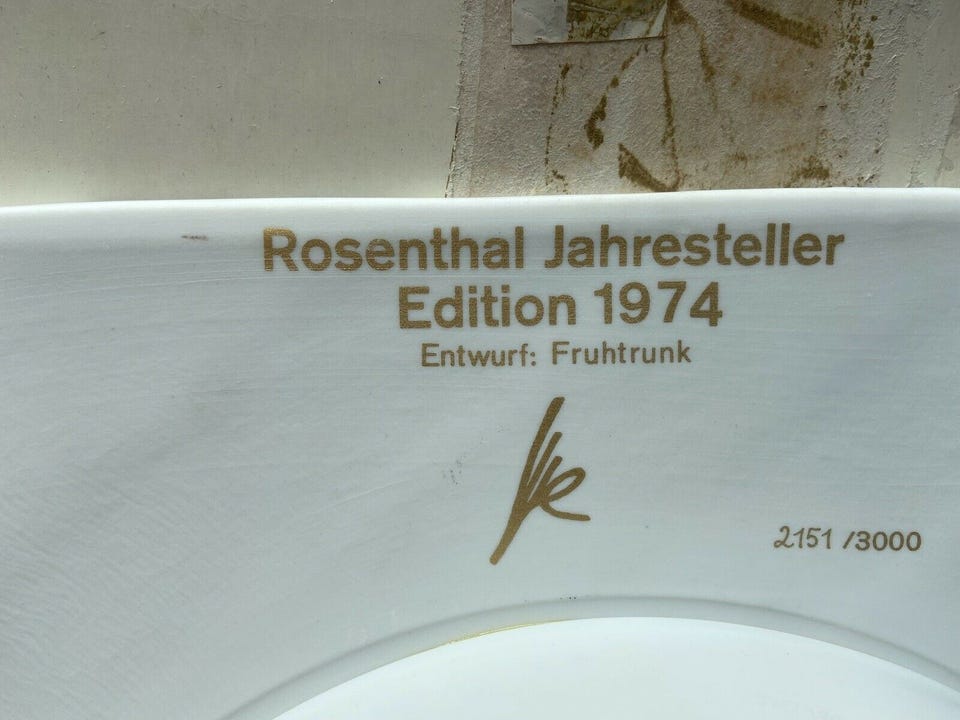 Rosenthal Jahresteller
Edition 1974
Entwurf: Fruhtrunk
2151 /3000